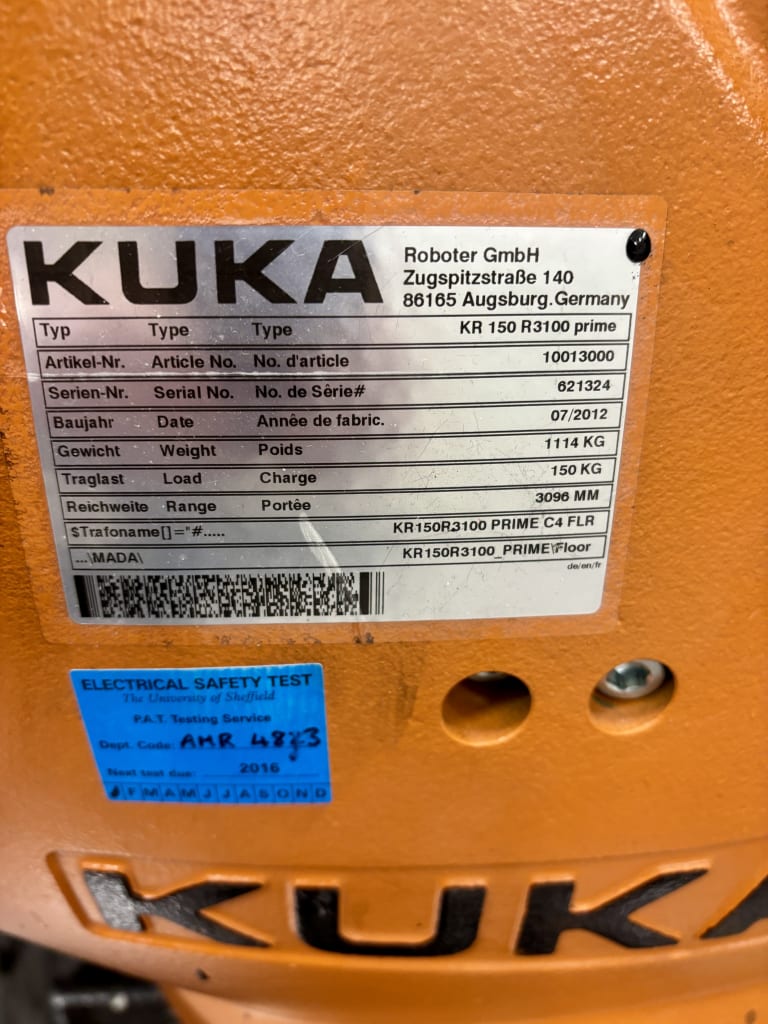 KUKA
Roboter GmbH
Zugspitzstraße 140
86165 Augsburg.Germany
Typ Type Type KR 150 R3100 prime
Artikel-Nr. Article No. No. d'article 10013000
Serien-Nr. Serial No. No. de Sêrie# 621324
Baujahr Date Annêe de fabric. 07/2012
Gewicht Weight Poids 1114 KG
Traglast Load Charge 150 KG
Reichweite Range Portêe 3096 MM
$Trafoname[]="#..... KR150R3100 PRIME C4 FLR
...\MADA\ KR150R3100_PRIME\Floor
de/en/fr
ELECTRICAL SAFETY TEST
The University of Sheffield
P.A.T. Testing Service
Dept. Code: AMR
Next test due: 2016
F M A M J J A S O N D
KUKA